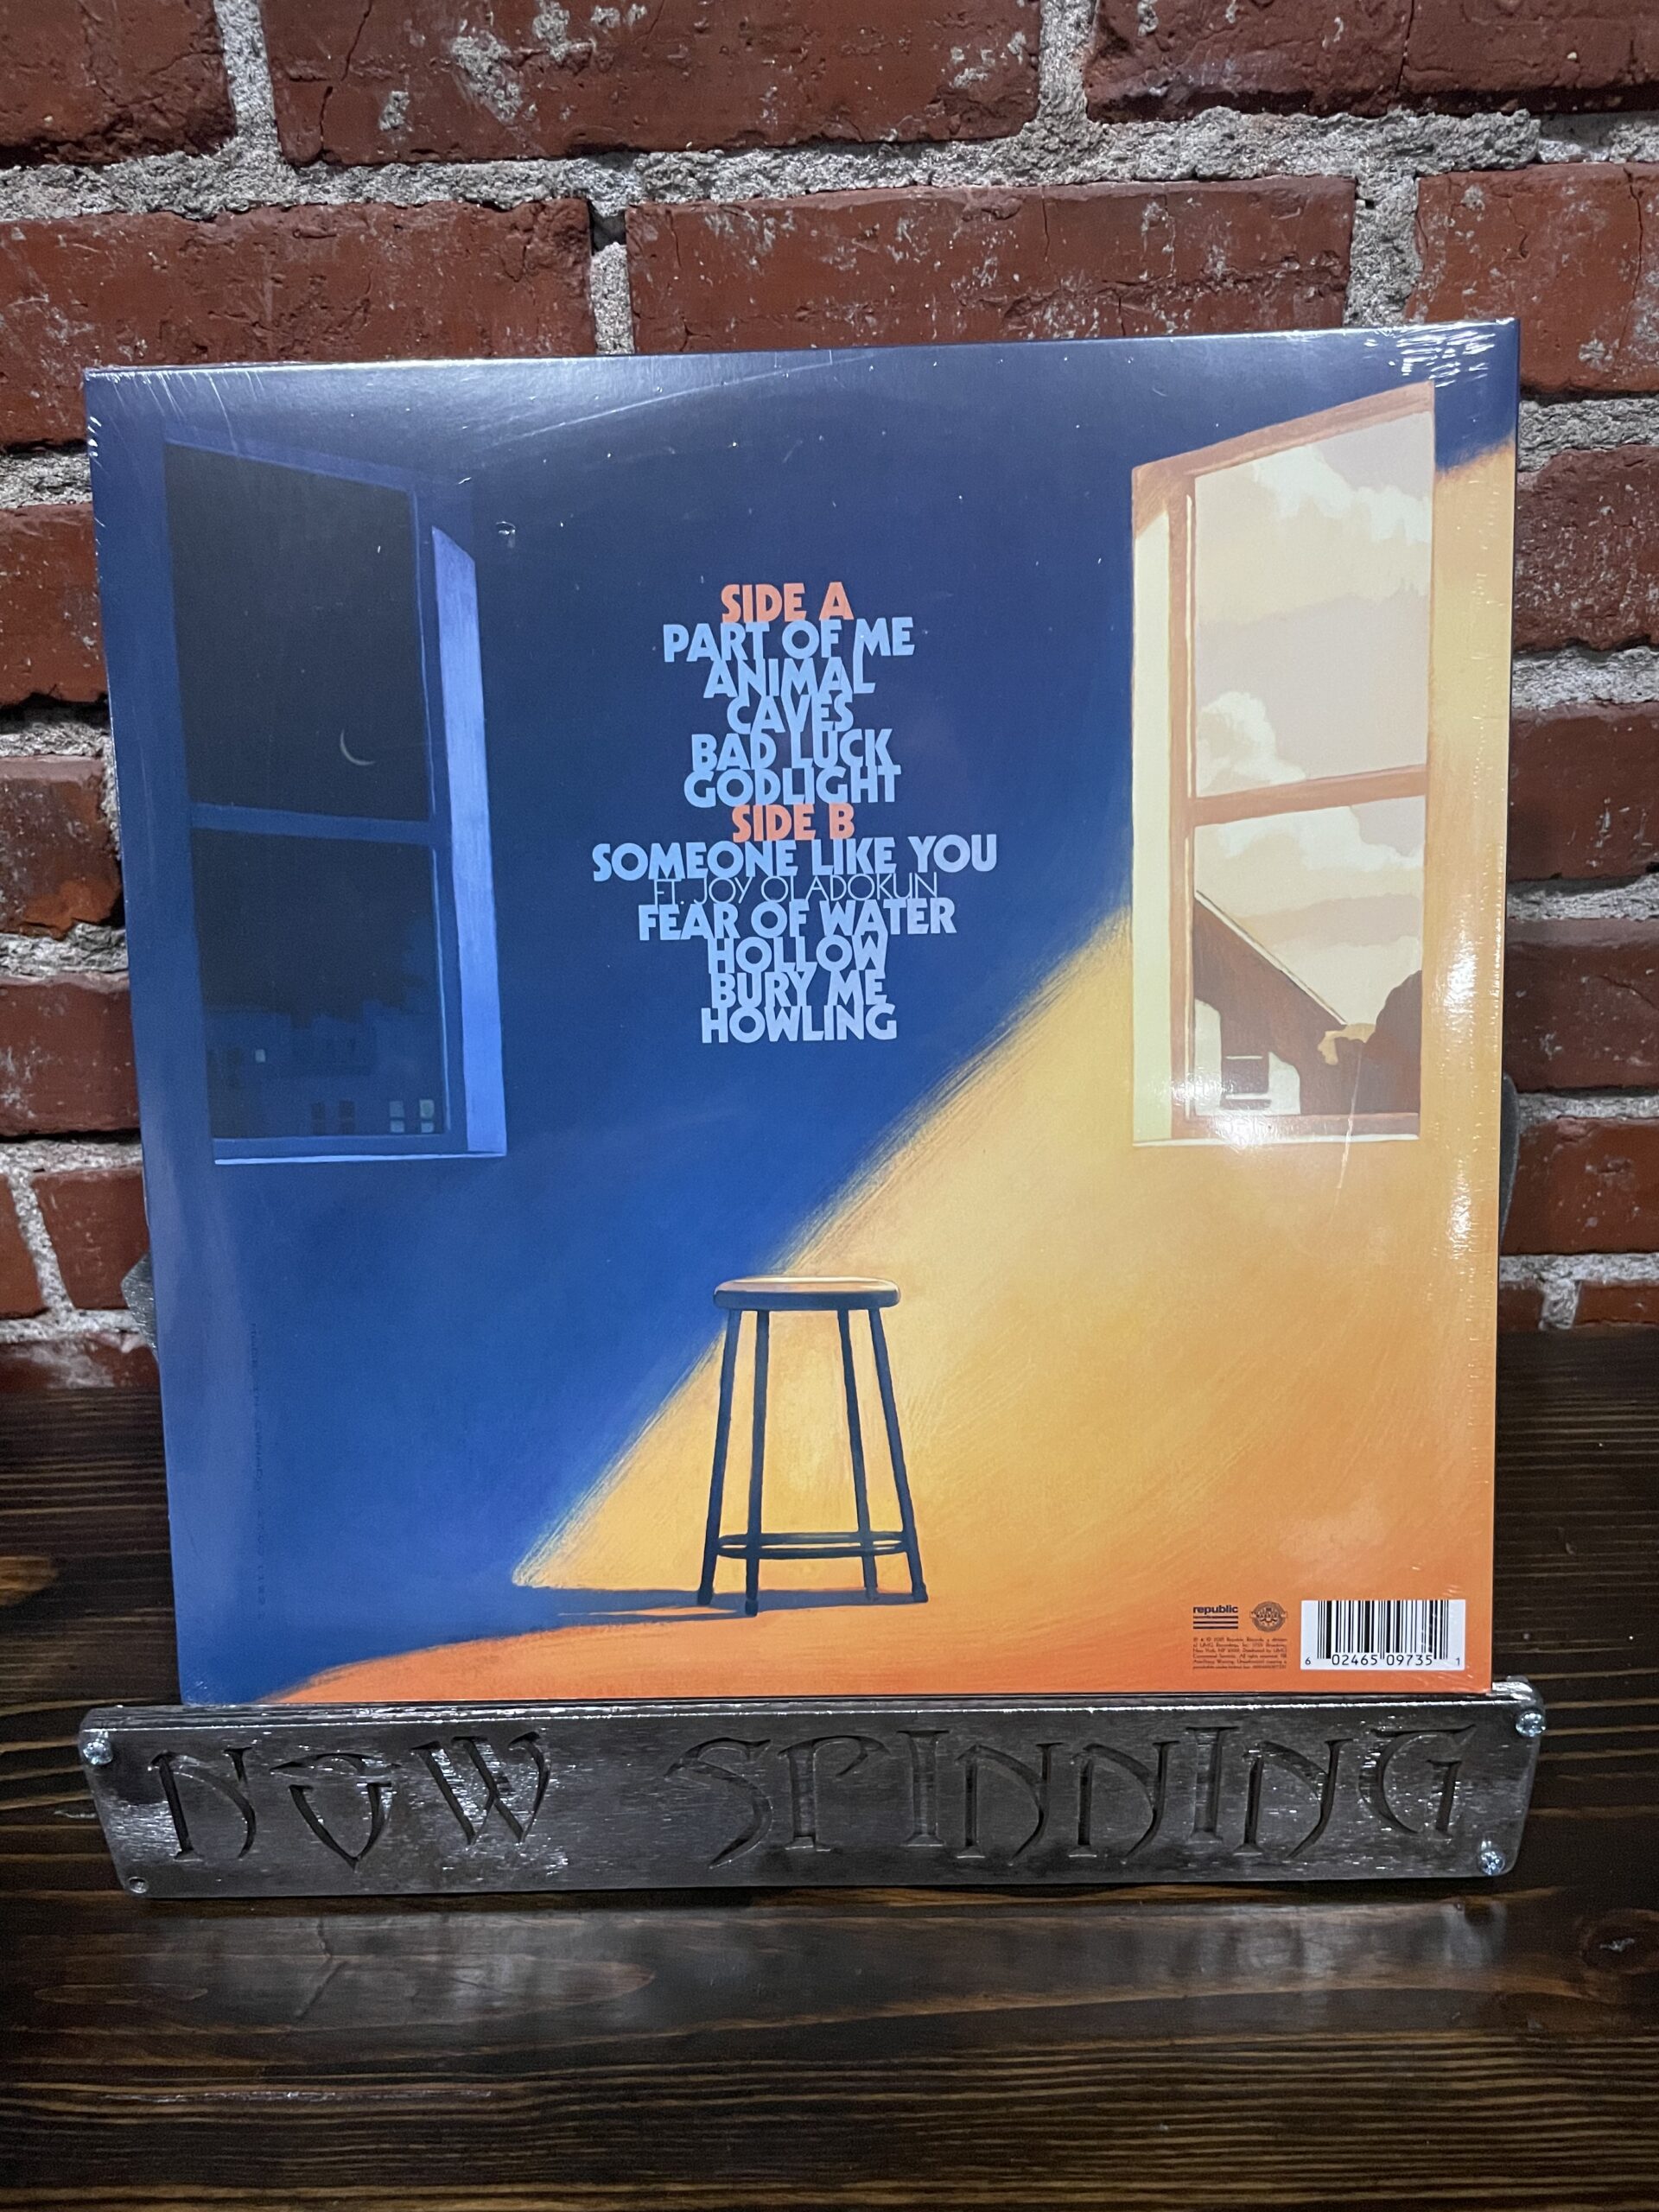 SIDE A
PART OF ME
ANIMAL
CAVES
BAD LUCK
GODLIGHT
SIDE B
SOMEONE LIKE YOU
FT. JOY OLADOKUN
FEAR OF WATER
HOLLOW
BURY ME
HOWLING
republic
6 02465 09735 1
NOW SPINNING